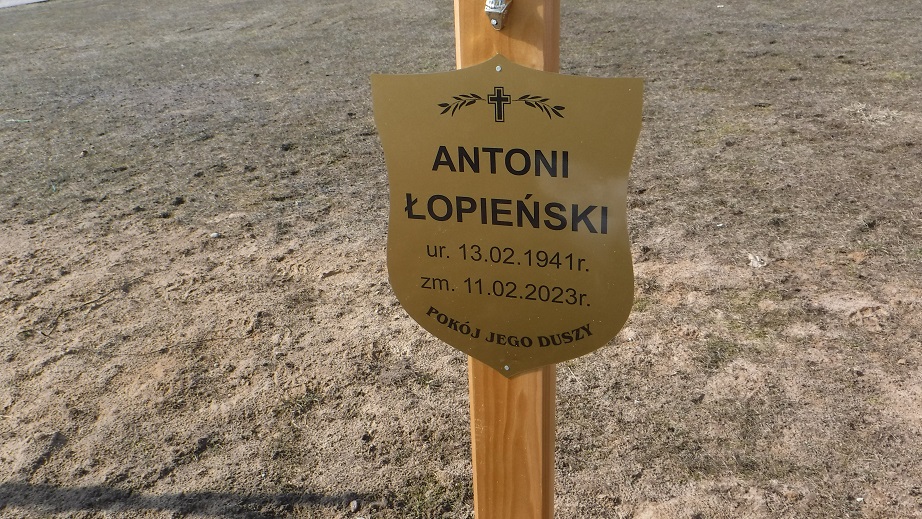 ANTONI
ŁOPIEŃSKI
ur. 13.02.1941r.
zm. 11.02.2023r.
POKÓJ JEGO DUSZY